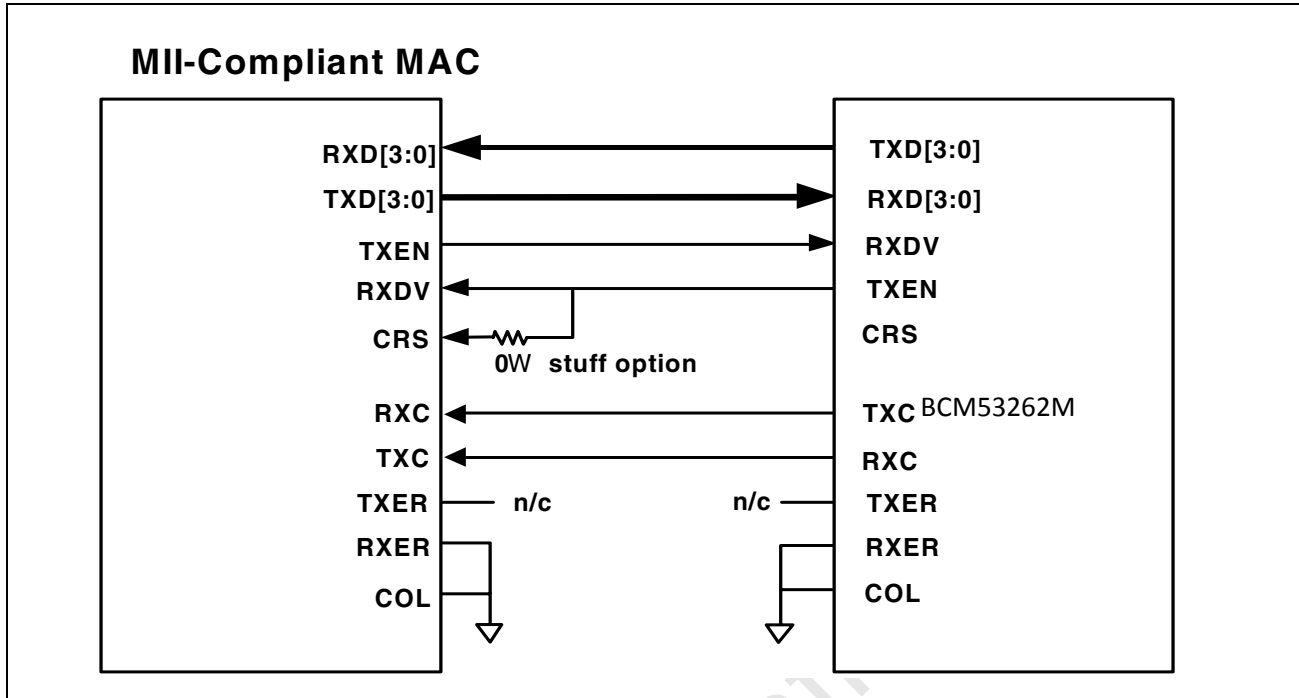 MII-Compliant MAC
RXD[3:0] TXD[3:0]
TXD[3:0] RXD[3:0]
TXEN RXDV
RXDV TXEN
CRS CRS
0W stuff option
RXC TXC BCM53262M
TXC RXC
TXER n/c n/c TXER
RXER RXER
COL COL